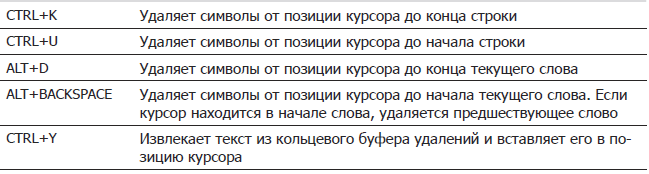 CTRL+K Удаляет символы от позиции курсора до конца строки
CTRL+U Удаляет символы от позиции курсора до начала строки
ALT+D Удаляет символы от позиции курсора до конца текущего слова
ALT+BACKSPACE Удаляет символы от позиции курсора до начала текущего слова. Если
курсор находится в начале слова, удаляется предшествующее слово
CTRL+Y Извлекает текст из кольцевого буфера удалений и вставляет его в по-
зицию курсора